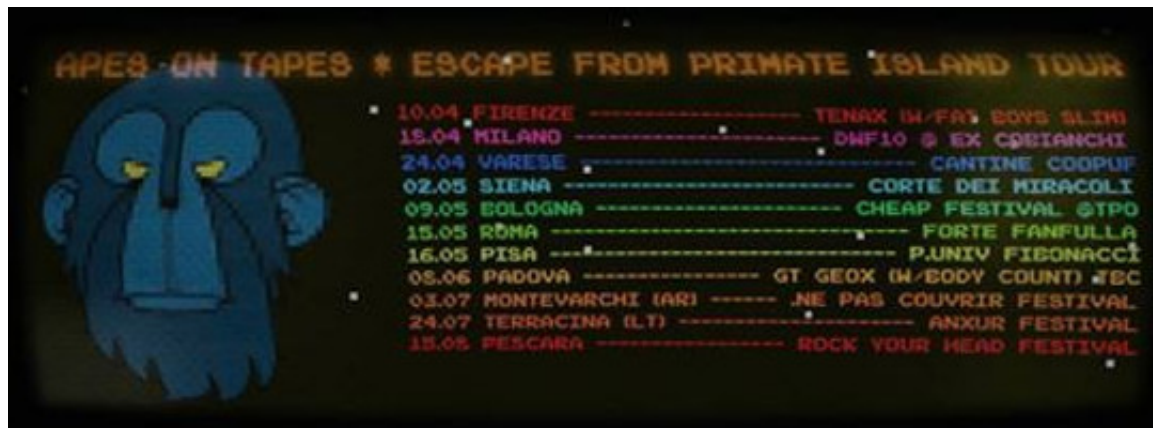 APES ON TAPES * ESCAPE FROM PRIMATE ISLAND TOUR
10.04 FIRENZE ------------------- TENAX (W/FAT BOYS SLIM)
18.04 MILANO ----------------------- DWF10 @ EX COBIANCHI
24.04 VARESE -------------------------------- CANTINE COOPUF
02.05 SIENA -------------------------- CORTE DEI MIRACOLI
09.05 BOLOGNA ----------------------- CHEAP FESTIVAL @TPO
15.05 ROMA --------------------------------- FORTE FANFULLA
16.05 PISA -------------------------------- P.UNIV FIBONACCI
08.06 PADOVA ---------------- GT GEOX (W/BODY COUNT) TBC
03.07 MONTEVARCHI (AR) ------ .NE PAS COUVRIR FESTIVAL
24.07 TERRACINA (LT) --------------------- ANXUR FESTIVAL
15.08 PESCARA ----------------- ROCK YOUR HEAD FESTIVAL